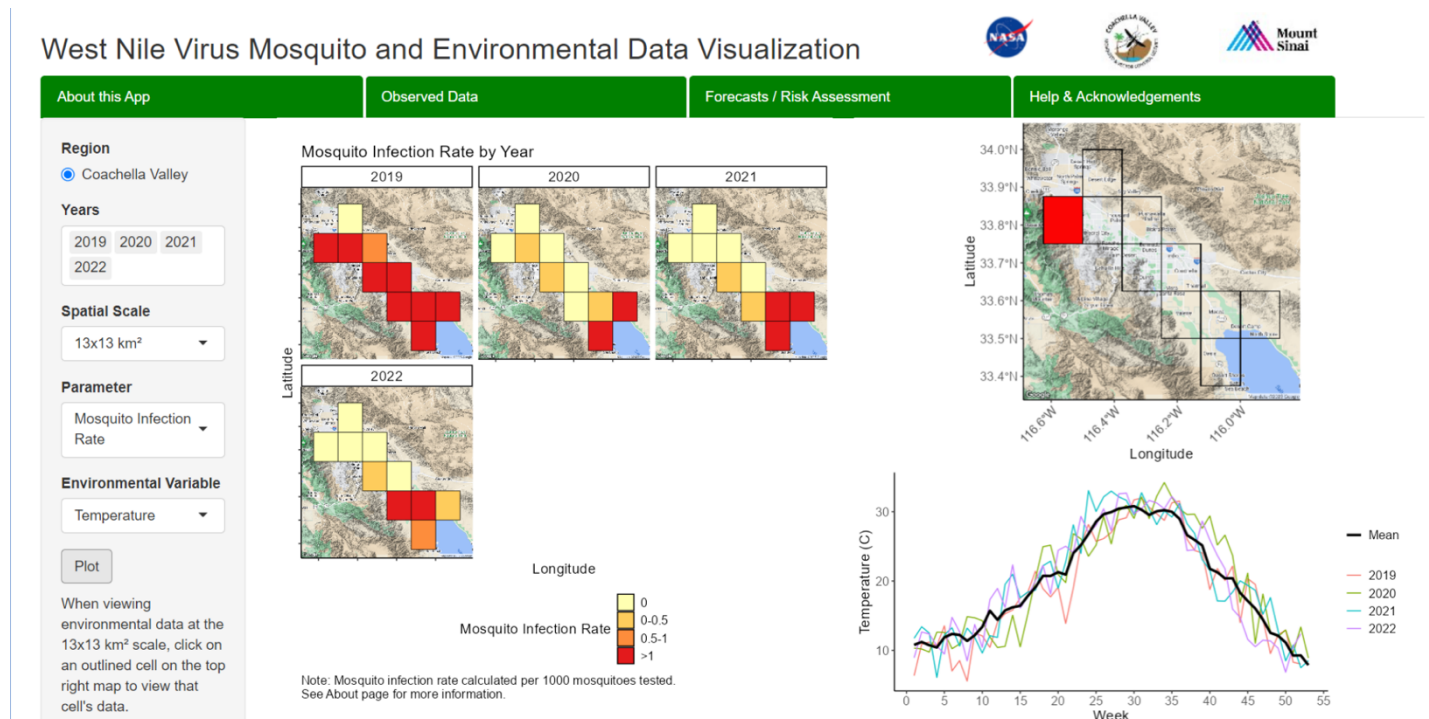 West Nile Virus Mosquito and Environmental Data Visualization
NASA
COACHELLA VALLEY
Mount
Sinai
About this App
Observed Data
Forecasts / Risk Assessment
Help & Acknowledgements
Region
Coachella Valley
Years
2019 2020 2021
2022
Spatial Scale
13x13 km²
Parameter
Mosquito Infection
Rate
Environmental Variable
Temperature
Plot
When viewing
environmental data at the
13x13 km² scale, click on
an outlined cell on the top
right map to view that
cell's data.
Mosquito Infection Rate by Year
2019
2020
2021
2022
Latitude
Longitude
Mosquito Infection Rate
0
0-0.5
0.5-1
>1
Note: Mosquito infection rate calculated per 1000 mosquitoes tested.
See About page for more information.
34.0°N
33.9°N
33.8°N
33.7°N
33.6°N
33.5°N
33.4°N
Latitude
Coachella
Google
116.6°W
116.4°W
116.2°W
116.0°W
Longitude
Temperature (C)
30
20
10
0 5 10 15 20 25 30 35 40 45 50 55
Week
Mean
2019
2020
2021
2022